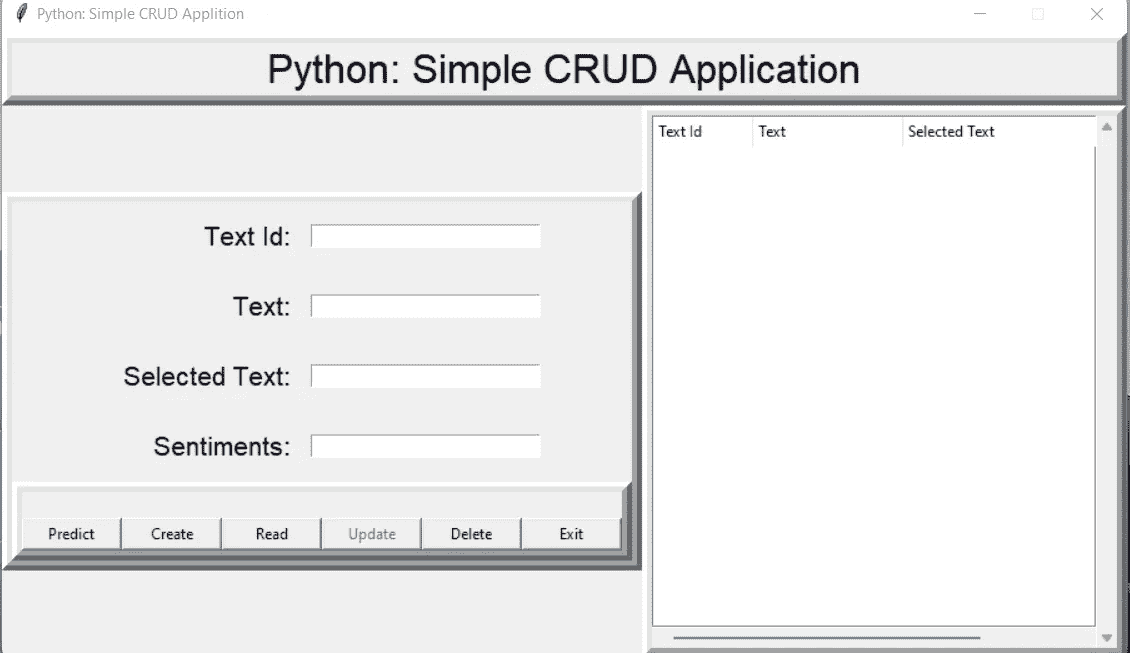 Python: Simple CRUD Applition
Python: Simple CRUD Application
Text Id:
Text:
Selected Text:
Sentiments:
Predict Create Read Update Delete Exit
Text Id Text Selected Text